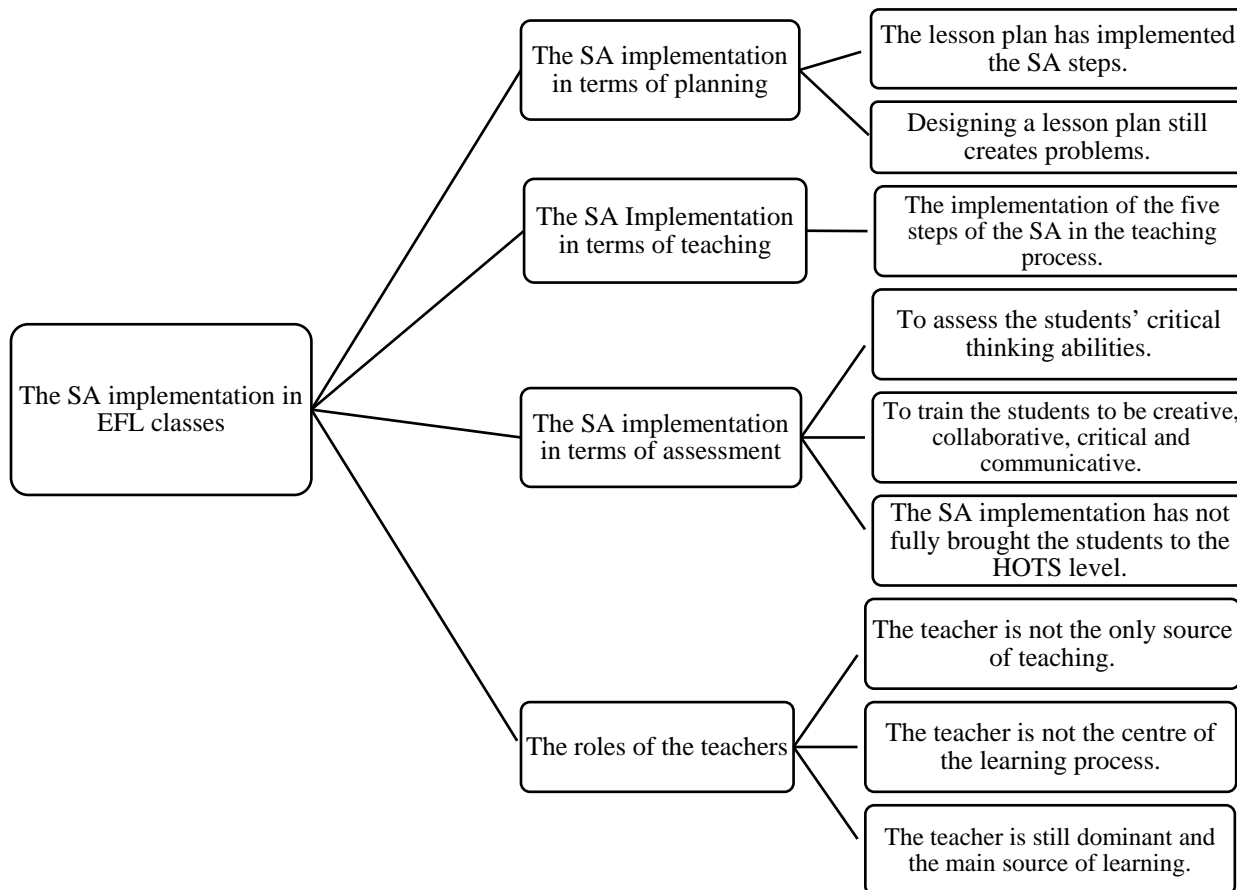 The SA implementation in
EFL classes
The SA implementation
in terms of planning
The lesson plan has implemented
the SA steps.
Designing a lesson plan still
creates problems.
The SA Implementation
in terms of teaching
The implementation of the five
steps of the SA in the teaching
process.
The SA implementation
in terms of assessment
To assess the students’ critical
thinking abilities.
To train the students to be creative,
collaborative, critical and
communicative.
The SA implementation has not
fully brought the students to the
HOTS level.
The roles of the teachers
The teacher is not the only source
of teaching.
The teacher is not the centre of
the learning process.
The teacher is still dominant and
the main source of learning.